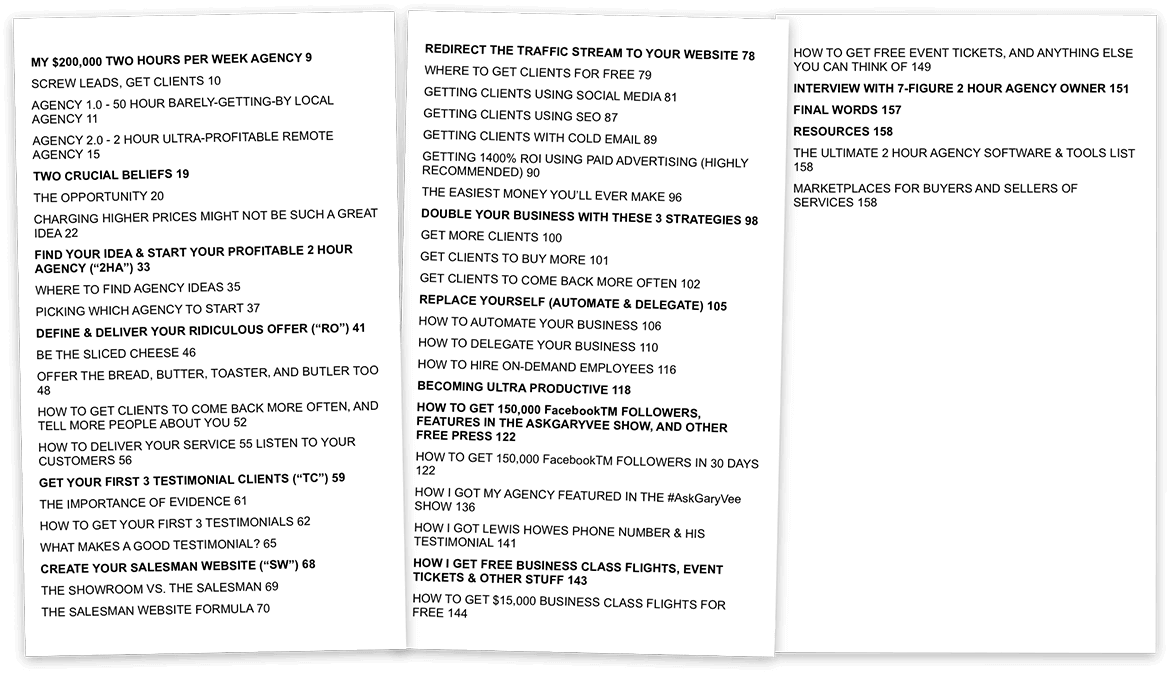 MY $200,000 TWO HOURS PER WEEK AGENCY 9
SCREW LEADS, GET CLIENTS 10
AGENCY 1.0 - 50 HOUR BARELY-GETTING-BY LOCAL
AGENCY 11
AGENCY 2.0 - 2 HOUR ULTRA-PROFITABLE REMOTE
AGENCY 15
TWO CRUCIAL BELIEFS 19
THE OPPORTUNITY 20
CHARGING HIGHER PRICES MIGHT NOT BE SUCH A GREAT
IDEA 22
FIND YOUR IDEA & START YOUR PROFITABLE 2 HOUR
AGENCY (“2HA”) 33
WHERE TO FIND AGENCY IDEAS 35
PICKING WHICH AGENCY TO START 37
DEFINE & DELIVER YOUR RIDICULOUS OFFER (“RO”) 41
BE THE SLICED CHEESE 46
OFFER THE BREAD, BUTTER, TOASTER, AND BUTLER TOO
48
HOW TO GET CLIENTS TO COME BACK MORE OFTEN, AND
TELL MORE PEOPLE ABOUT YOU 52
HOW TO DELIVER YOUR SERVICE 55 LISTEN TO YOUR
CUSTOMERS 56
GET YOUR FIRST 3 TESTIMONIAL CLIENTS (“TC”) 59
THE IMPORTANCE OF EVIDENCE 61
HOW TO GET YOUR FIRST 3 TESTIMONIALS 62
WHAT MAKES A GOOD TESTIMONIAL? 65
CREATE YOUR SALESMAN WEBSITE (“SW”) 68
THE SHOWROOM VS. THE SALESMAN 69
THE SALESMAN WEBSITE FORMULA 70
REDIRECT THE TRAFFIC STREAM TO YOUR WEBSITE 78
WHERE TO GET CLIENTS FOR FREE 79
GETTING CLIENTS USING SOCIAL MEDIA 81
GETTING CLIENTS USING SEO 87
GETTING CLIENTS WITH COLD EMAIL 89
GETTING 1400% ROI USING PAID ADVERTISING (HIGHLY
RECOMMENDED) 90
THE EASIEST MONEY YOU’LL EVER MAKE 96
DOUBLE YOUR BUSINESS WITH THESE 3 STRATEGIES 98
GET MORE CLIENTS 100
GET CLIENTS TO BUY MORE 101
GET CLIENTS TO COME BACK MORE OFTEN 102
REPLACE YOURSELF (AUTOMATE & DELEGATE) 105
HOW TO AUTOMATE YOUR BUSINESS 106
HOW TO DELEGATE YOUR BUSINESS 110
HOW TO HIRE ON-DEMAND EMPLOYEES 116
BECOMING ULTRA PRODUCTIVE 118
HOW TO GET 150,000 FacebookTM FOLLOWERS,
FEATURES IN THE ASKGARYVEE SHOW, AND OTHER
FREE PRESS 122
HOW TO GET 150,000 FacebookTM FOLLOWERS IN 30 DAYS
122
HOW I GOT MY AGENCY FEATURED IN THE #AskGaryVee
SHOW 136
HOW I GOT LEWIS HOWES PHONE NUMBER & HIS
TESTIMONIAL 141
HOW I GET FREE BUSINESS CLASS FLIGHTS, EVENT
TICKETS & OTHER STUFF 143
HOW TO GET $15,000 BUSINESS CLASS FLIGHTS FOR
FREE 144
HOW TO GET FREE EVENT TICKETS, AND ANYTHING ELSE
YOU CAN THINK OF 149
INTERVIEW WITH 7-FIGURE 2 HOUR AGENCY OWNER 151
FINAL WORDS 157
RESOURCES 158
THE ULTIMATE 2 HOUR AGENCY SOFTWARE & TOOLS LIST
158
MARKETPLACES FOR BUYERS AND SELLERS OF
SERVICES 158